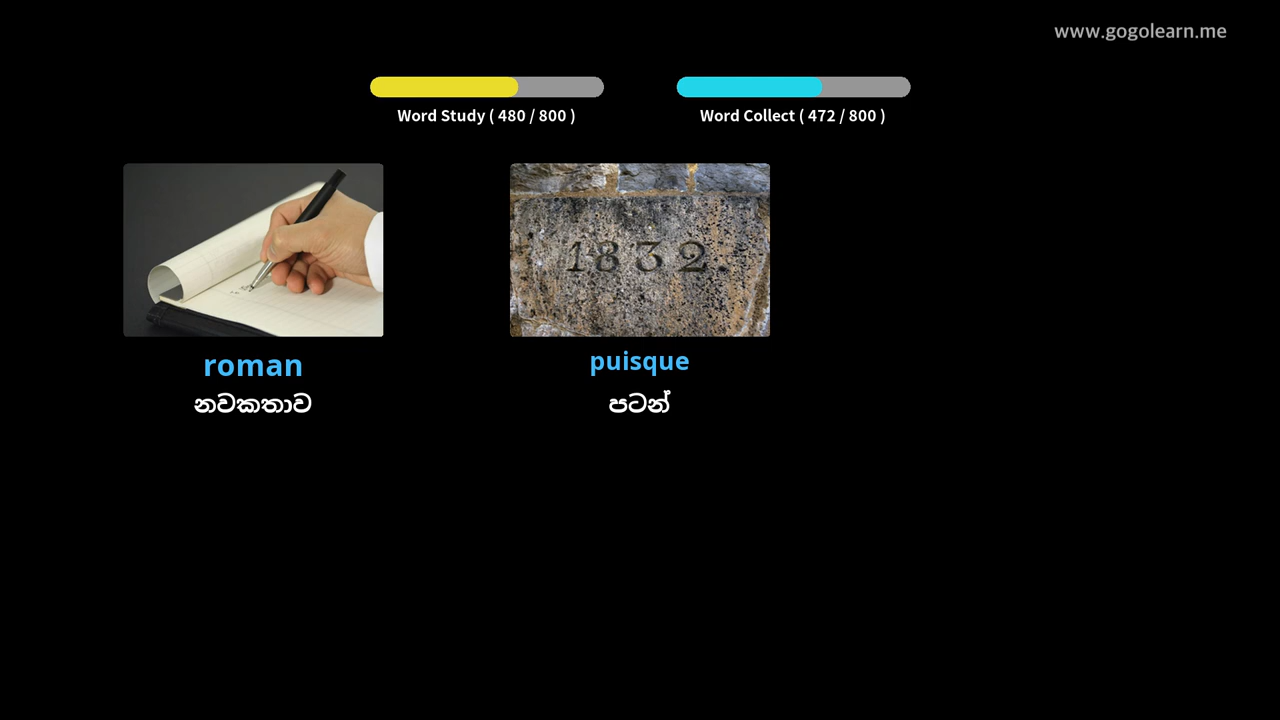 www.gogolearn.me
Word Study ( 480 / 800 )
Word Collect ( 472 / 800 )
1832.
roman
නවකතාව
puisque
පටන්